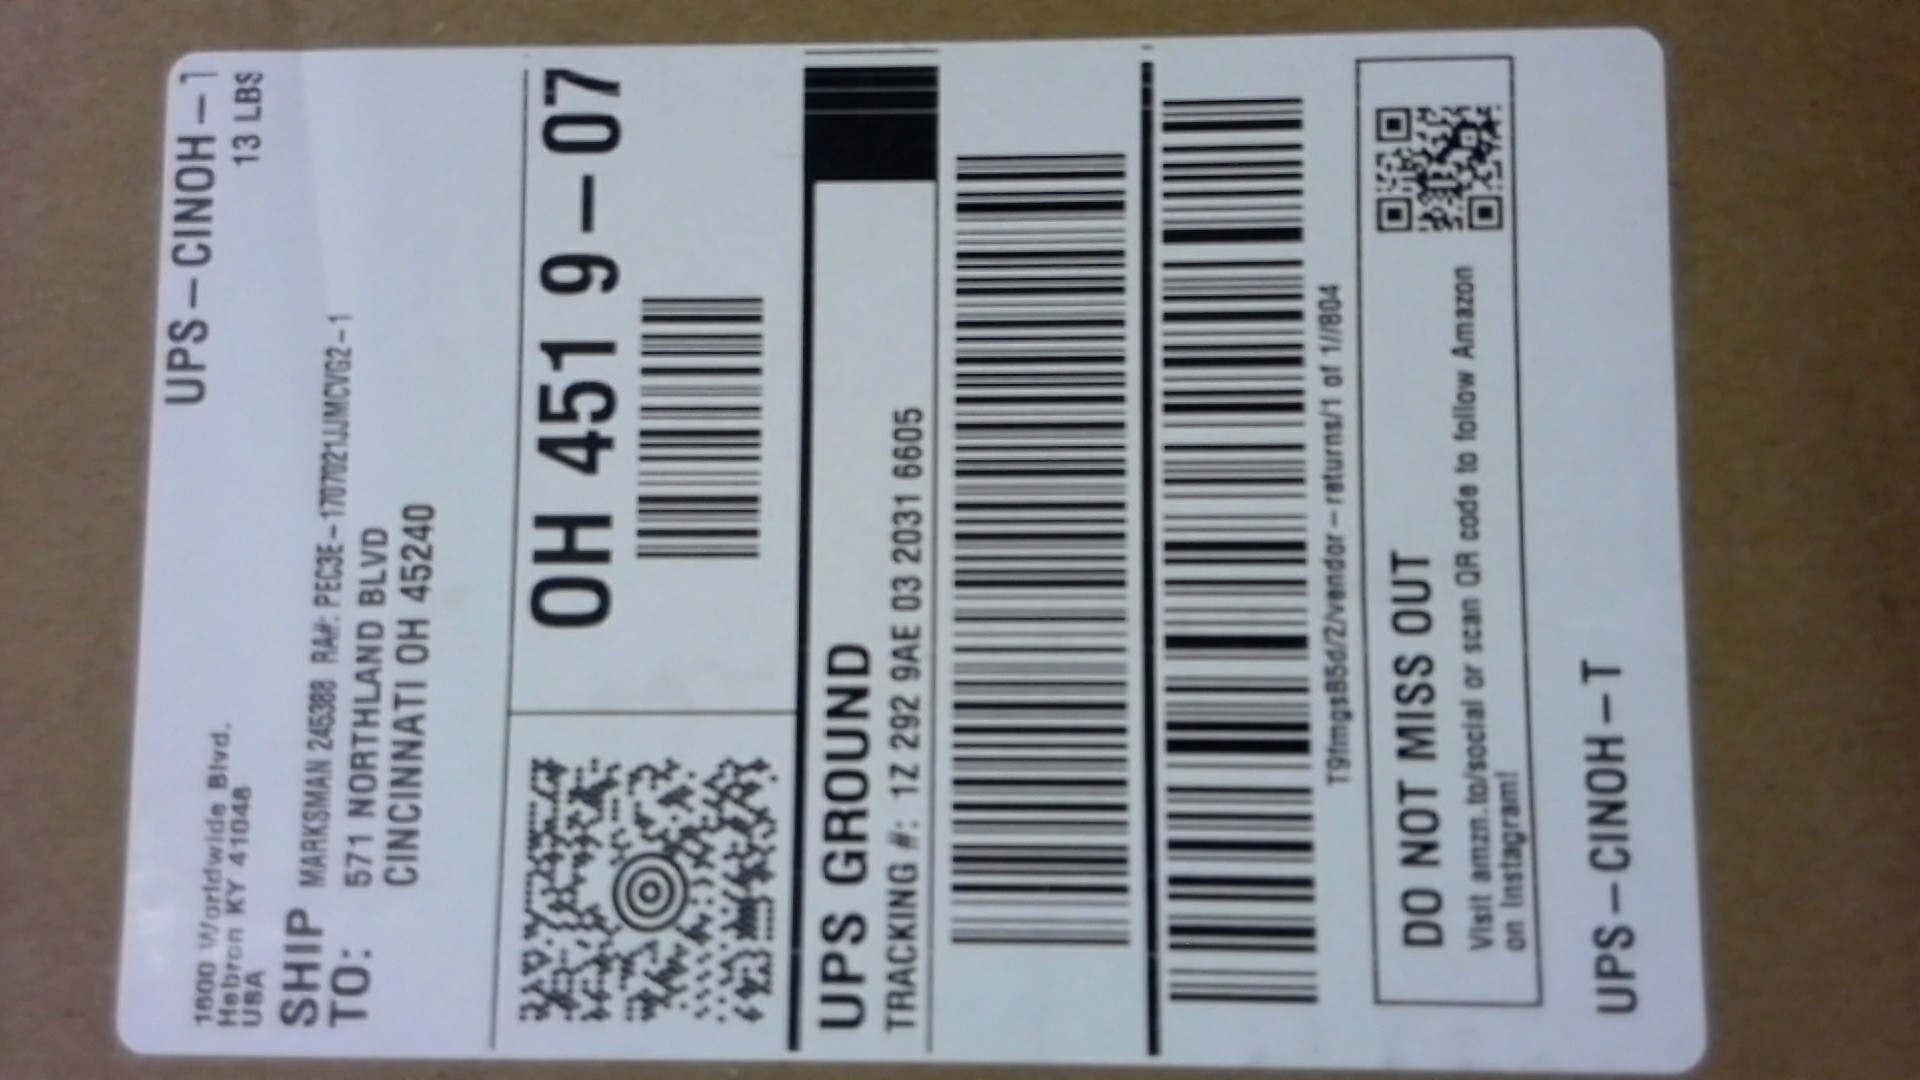 UPS-CINOH-1
13 LBS
1600 Worldwide Blvd.
Hebron KY 41048
USA
SHIP TO:
MARKSMAN 245388 RA#: PEC3E-1707021JJMCVG2-1
571 NORTHLAND BLVD
CINCINNATI OH 45240
OH 451 9-07
UPS GROUND
TRACKING #: 1Z 292 9AE 03 2031 6605
T9fmgsB5d/2/vendor-returns/1 of 1/804
DO NOT MISS OUT
Visit amzn.to/social or scan QR code to follow Amazon
on Instagram!
UPS-CINOH-T